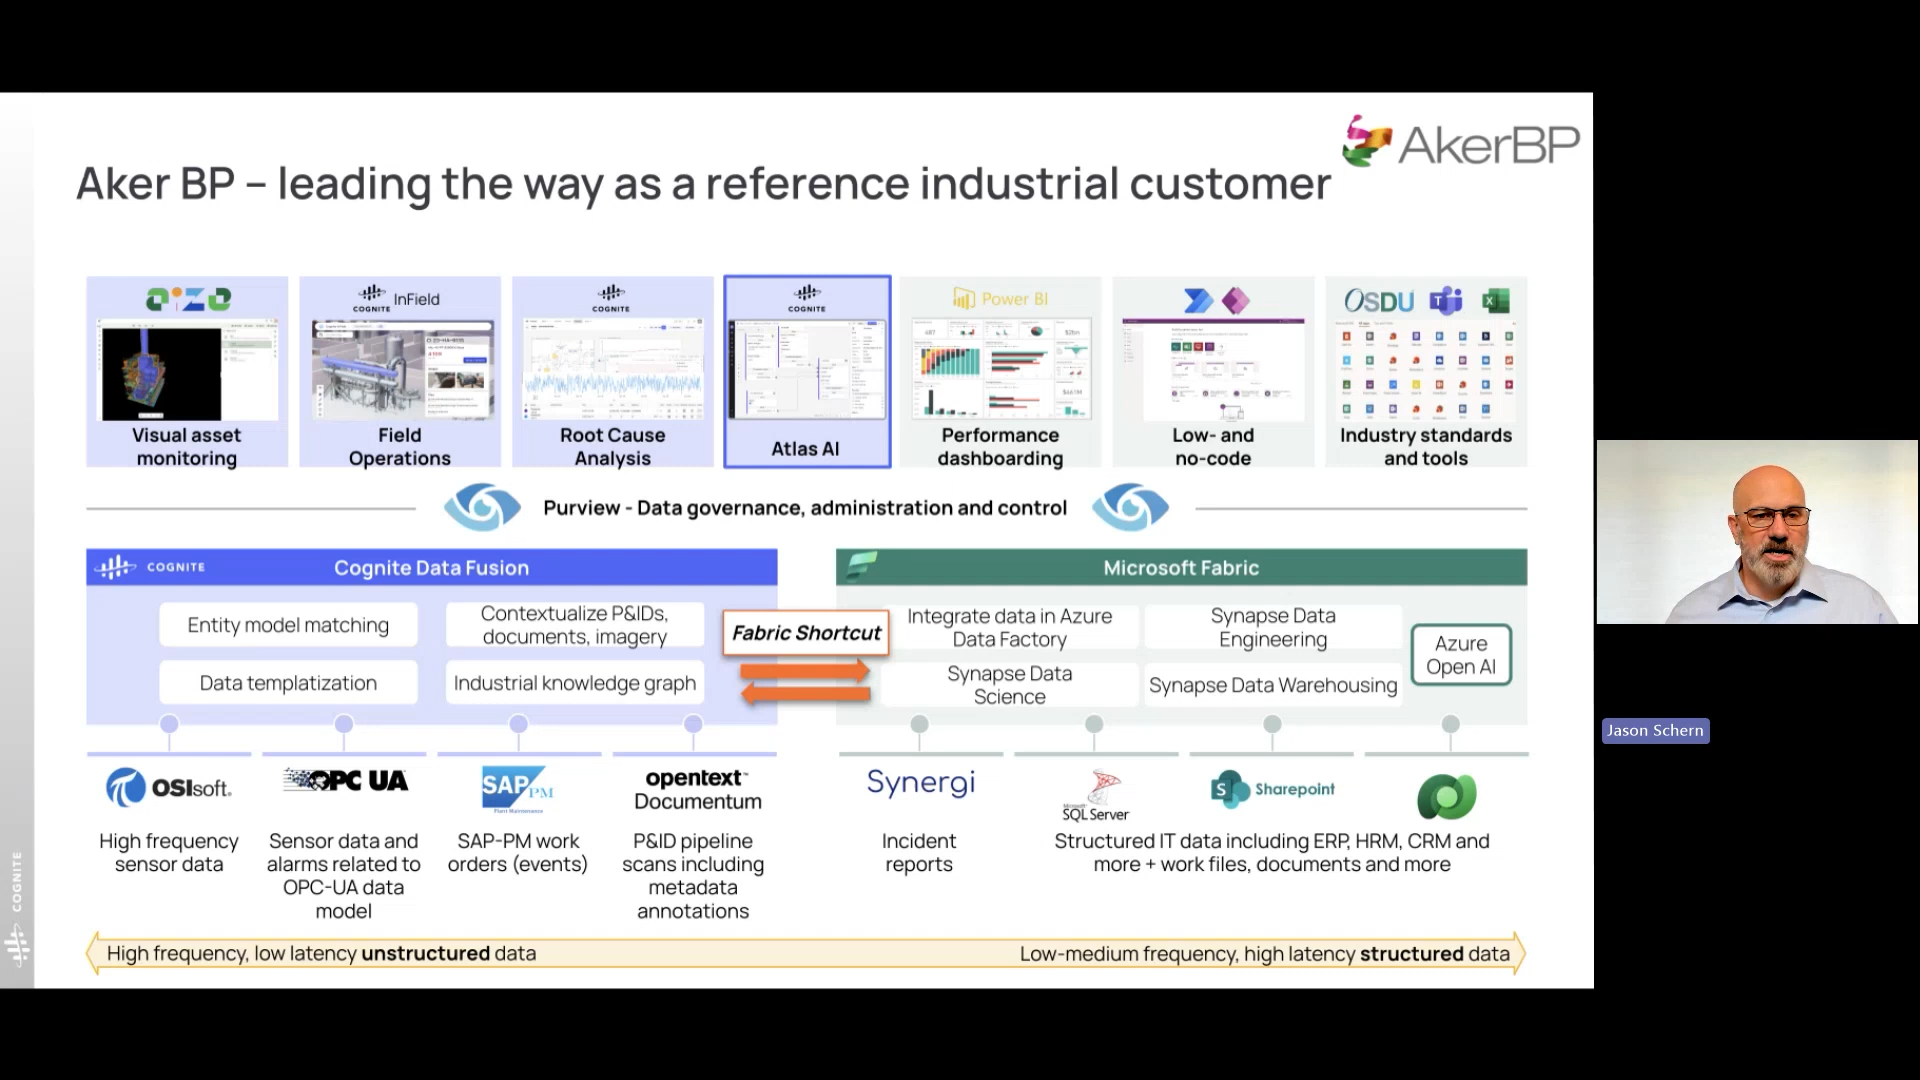 AkerBP
Aker BP – leading the way as a reference industrial customer
aize
COGNITE InField
COGNITE
COGNITE
Power BI
OSDU
Visual asset
monitoring
Field
Operations
Root Cause
Analysis
Atlas AI
Performance
dashboarding
Low- and
no-code
Industry standards
and tools
Purview - Data governance, administration and control
COGNITE
Cognite Data Fusion
Entity model matching
Contextualize P&IDs,
documents, imagery
Data templatization
Industrial knowledge graph
Fabric Shortcut
Microsoft Fabric
Integrate data in Azure
Data Factory
Synapse Data
Engineering
Synapse Data
Science
Synapse Data Warehousing
Azure
Open AI
OSIsoft.
High frequency
sensor data
OPC UA
Sensor data and
alarms related to
OPC-UA data
model
SAP PM
Plant Maintenance
SAP-PM work
orders (events)
opentext™
Documentum
P&ID pipeline
scans including
metadata
annotations
Synergi
Incident
reports
Microsoft
SQL Server
Sharepoint
Structured IT data including ERP, HRM, CRM and
more + work files, documents and more
High frequency, low latency unstructured data
Low-medium frequency, high latency structured data
COGNITE
Jason Schern